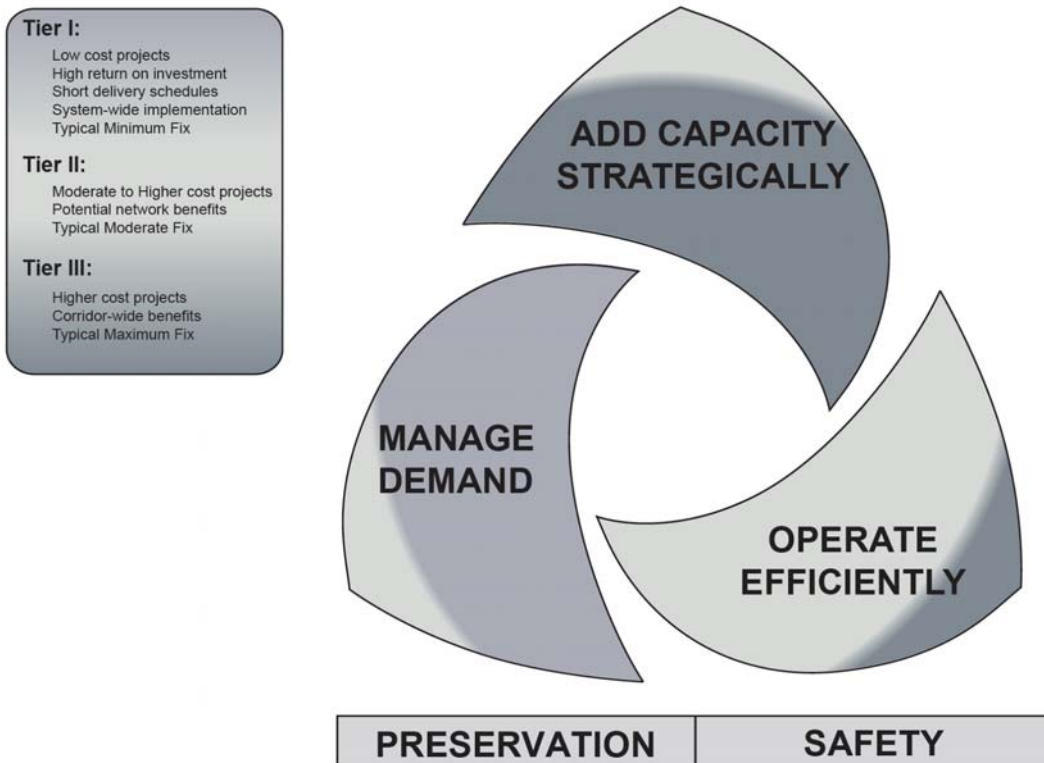 Tier I:
Low cost projects
High return on investment
Short delivery schedules
System-wide implementation
Typical Minimum Fix
Tier II:
Moderate to Higher cost projects
Potential network benefits
Typical Moderate Fix
Tier III:
Higher cost projects
Corridor-wide benefits
Typical Maximum Fix
ADD CAPACITY
STRATEGICALLY
MANAGE
DEMAND
OPERATE
EFFICIENTLY
PRESERVATION
SAFETY